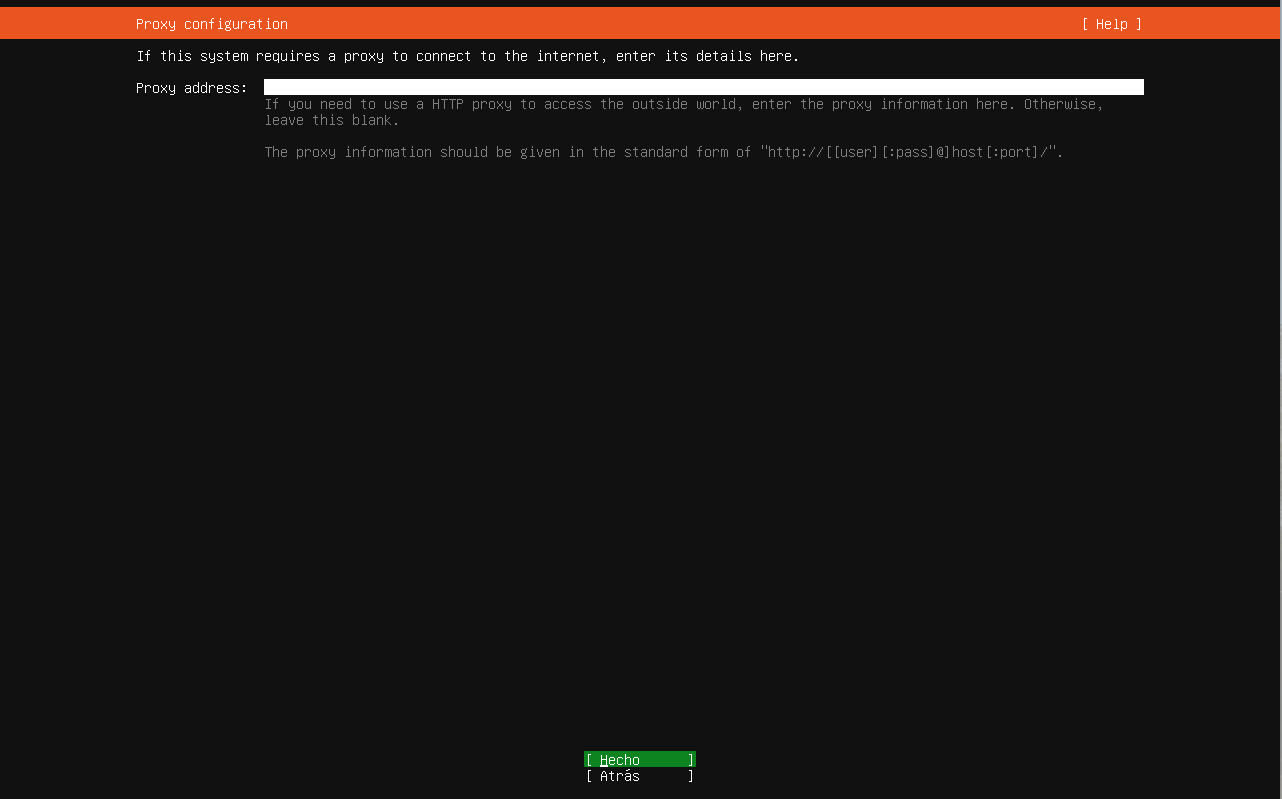 Proxy configuration [ Help ]
If this system requires a proxy to connect to the internet, enter its details here.
Proxy address:
If you need to use a HTTP proxy to access the outside world, enter the proxy information here. Otherwise,
leave this blank.
The proxy information should be given in the standard form of "http://[[user][:pass]@]host[:port]/".
[ Hecho ]
[ Atrás ]